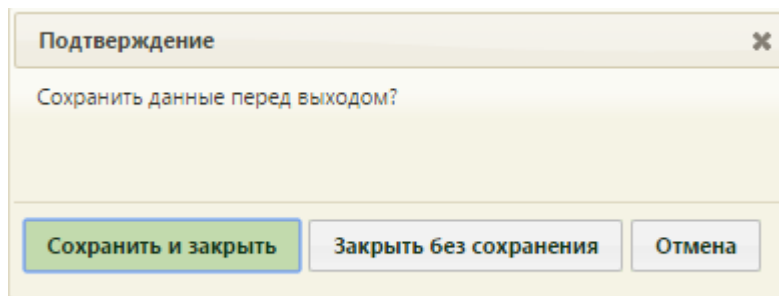 Подтверждение
Сохранить данные перед выходом?
Сохранить и закрыть Закрыть без сохранения Отмена